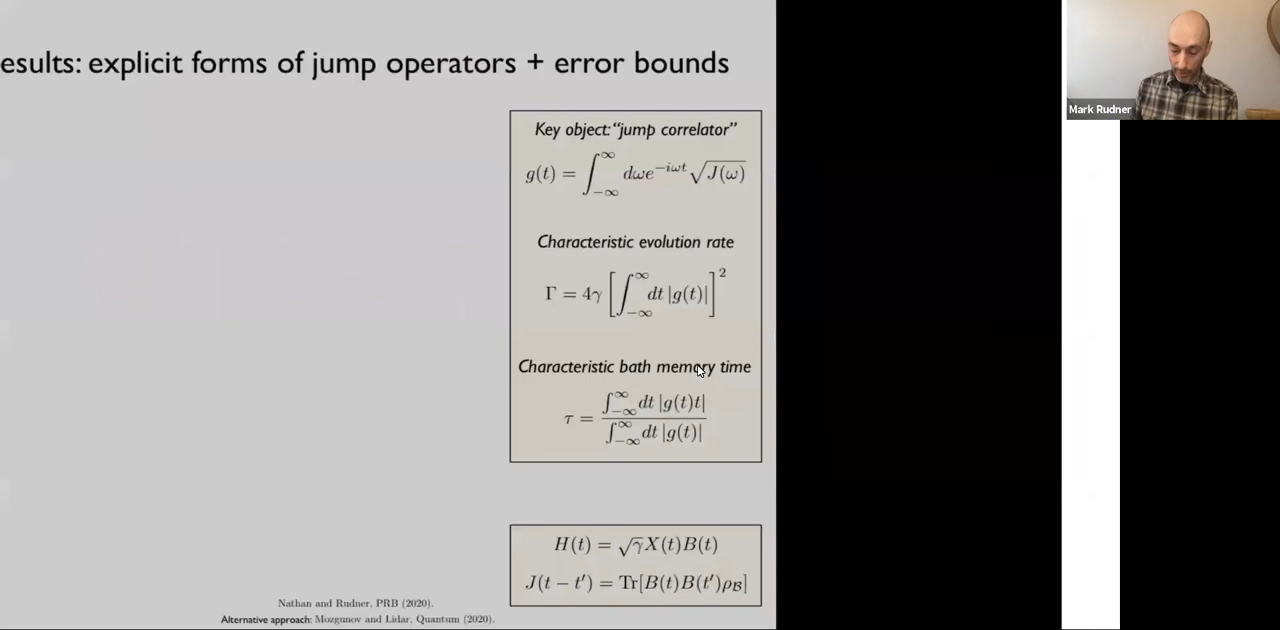 esults: explicit forms of jump operators + error bounds
Mark Rudner
Key object: “jump correlator”
g(t) = ∫_{-∞}^{∞} dωe^{-iωt} √J(ω)
Characteristic evolution rate
Γ = 4γ [∫_{-∞}^{∞} dt |g(t)|]^2
Characteristic bath memory time
τ = ∫_{-∞}^{∞} dt |g(t)t| / ∫_{-∞}^{∞} dt |g(t)|
H(t) = √γX(t)B(t)
J(t − t′) = Tr[B(t)B(t′)ρ_B]
Nathan and Rudner, PRB (2020).
Alternative approach: Mozgunov and Lidar, Quantum (2020).